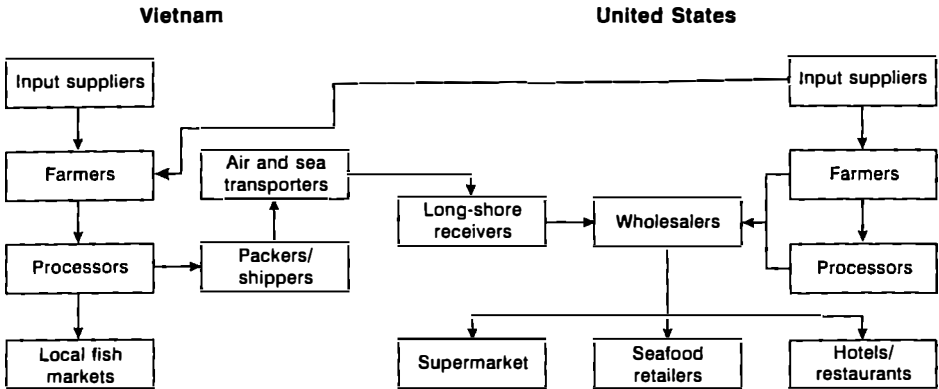 Vietnam
United States
Input suppliers
Input suppliers
Farmers
Air and sea
transporters
Farmers
Long-shore
receivers
Wholesalers
Processors
Packers/
shippers
Processors
Local fish
markets
Supermarket
Seafood
retailers
Hotels/
restaurants